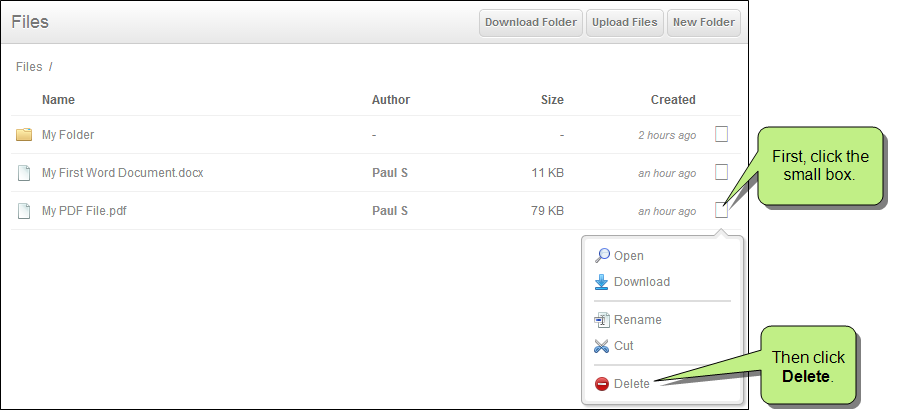 Files
Download Folder Upload Files New Folder
Files /
Name Author Size Created
My Folder - - 2 hours ago
My First Word Document.docx Paul S 11 KB an hour ago
My PDF File.pdf Paul S 79 KB an hour ago
First, click the
small box.
Open
Download
Rename
Cut
Delete
Then click
Delete.